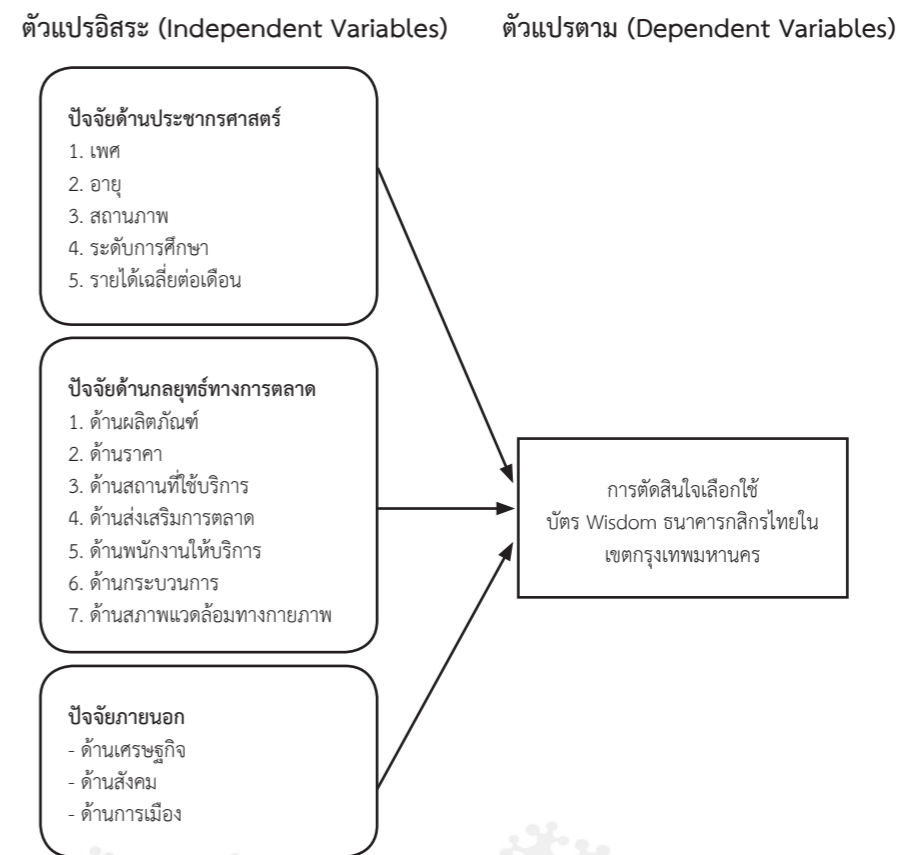 ตัวแปรอิสระ (Independent Variables)
ตัวแปรตาม (Dependent Variables)
ปัจจัยด้านประชากรศาสตร์
1. เพศ
2. อายุ
3. สถานภาพ
4. ระดับการศึกษา
5. รายได้เฉลี่ยต่อเดือน
ปัจจัยด้านกลยุทธ์ทางการตลาด
1. ด้านผลิตภัณฑ์
2. ด้านราคา
3. ด้านสถานที่ใช้บริการ
4. ด้านส่งเสริมการตลาด
5. ด้านพนักงานให้บริการ
6. ด้านกระบวนการ
7. ด้านสภาพแวดล้อมทางกายภาพ
ปัจจัยภายนอก
- ด้านเศรษฐกิจ
- ด้านสังคม
- ด้านการเมือง
การตัดสินใจเลือกใช้
บัตร Wisdom ธนาคารกสิกรไทยใน
เขตกรุงเทพมหานคร